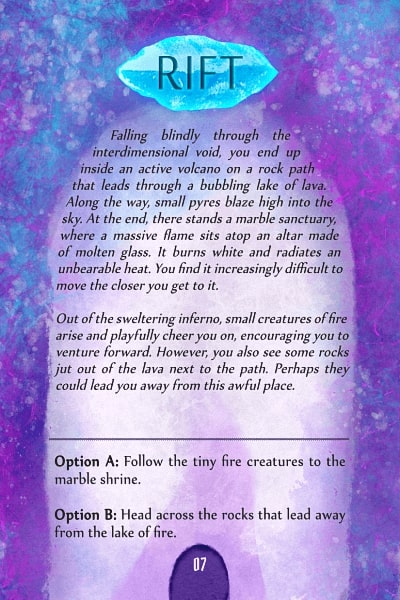 RIFT
Falling blindly through the
interdimensional void, you end up
inside an active volcano on a rock path
that leads through a bubbling lake of lava.
Along the way, small pyres blaze high into the
sky. At the end, there stands a marble sanctuary,
where a massive flame sits atop an altar made
of molten glass. It burns white and radiates an
unbearable heat. You find it increasingly difficult to
move the closer you get to it.
Out of the sweltering inferno, small creatures of fire
arise and playfully cheer you on, encouraging you to
venture forward. However, you also see some rocks
jut out of the lava next to the path. Perhaps they
could lead you away from this awful place.
Option A: Follow the tiny fire creatures to the
marble shrine.
Option B: Head across the rocks that lead away
from the lake of fire.
07